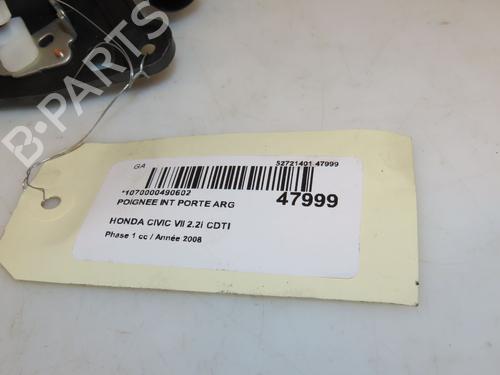 B-PARTS
GA 52721401 47999
*1070000490602
POIGNEE INT PORTE ARG 47999
HONDA CIVIC VII 2.2i CDTI
Phase 1 cc / Année 2006